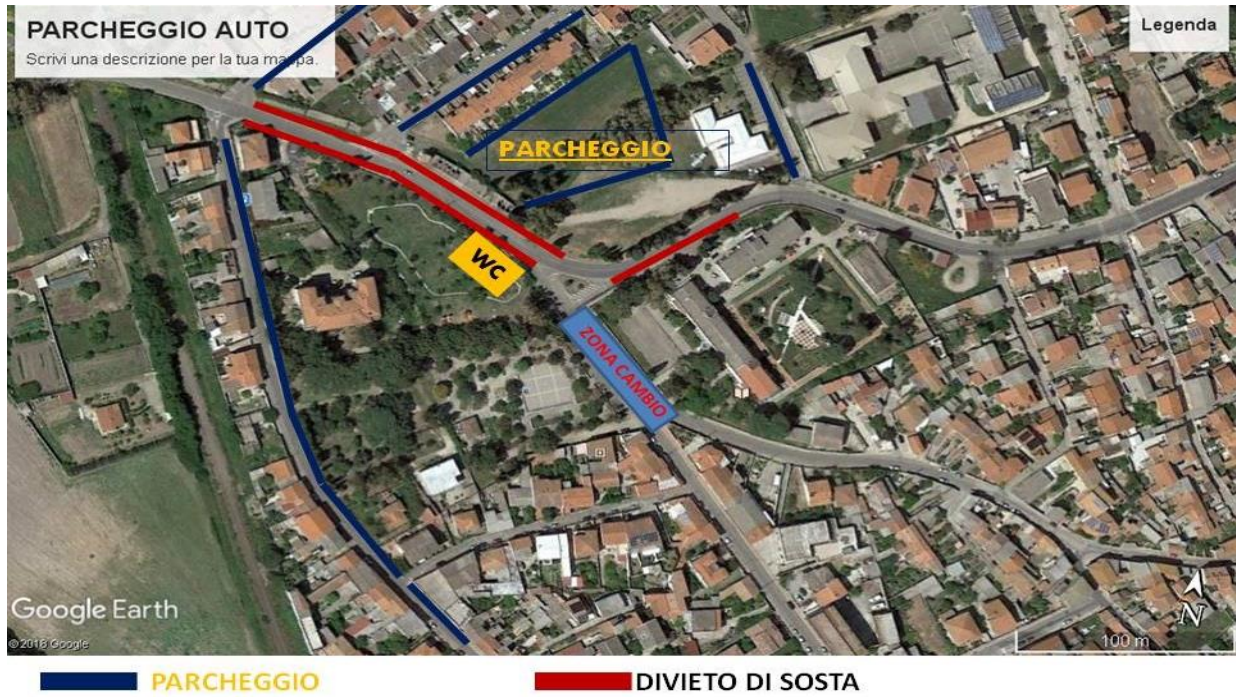 PARCHEGGIO AUTO
Scrivi una descrizione per la tua mappa.
Legenda
PARCHEGGIO
WC
ZONA CAMBIO
Google Earth
© 2018 Google
N
100 m
PARCHEGGIO
DIVIETO DI SOSTA